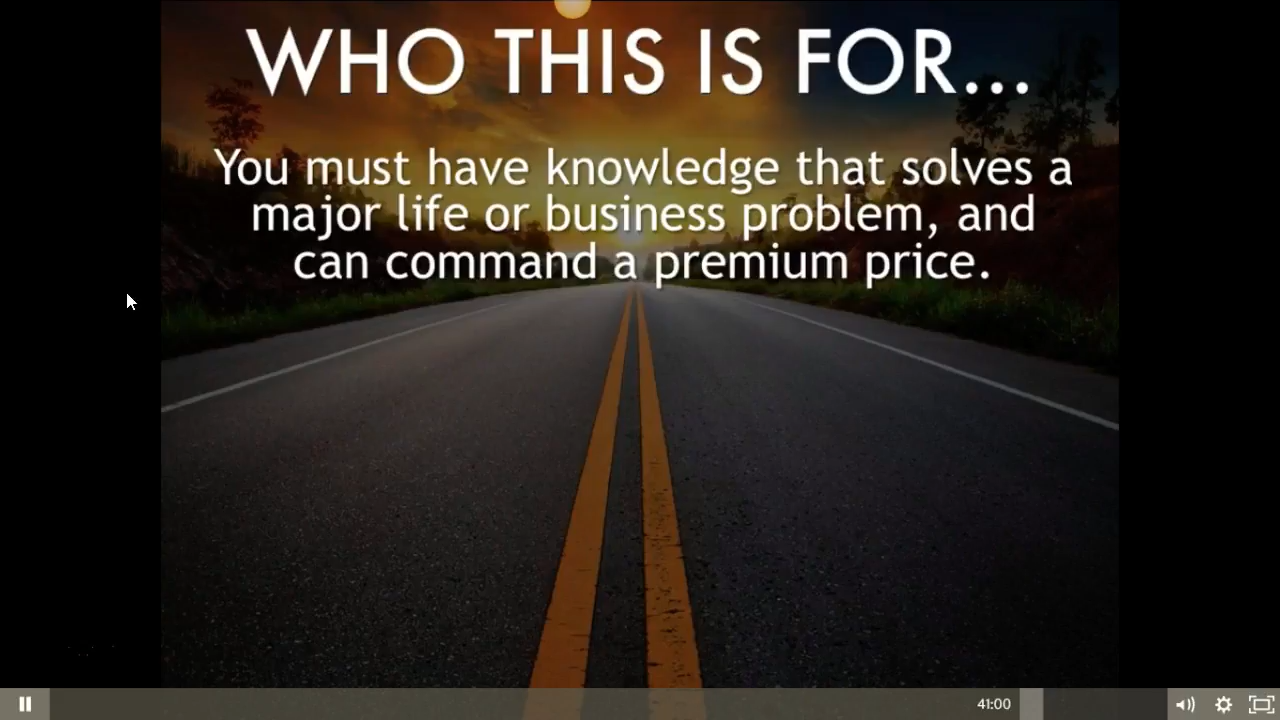 WHO THIS IS FOR...
You must have knowledge that solves a
major life or business problem, and
can command a premium price.
41:00